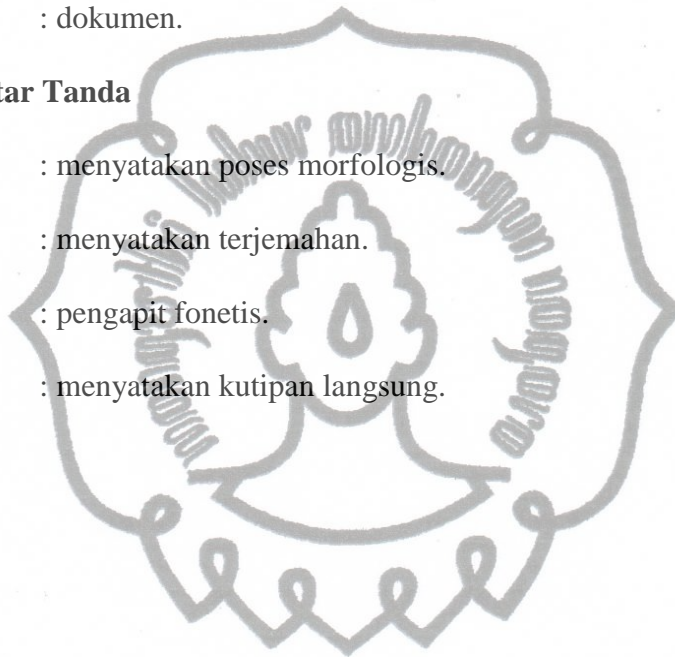 : dokumen.
tar Tanda
: menyatakan poses morfologis.
: menyatakan terjemahan.
: pengapit fonetis.
: menyatakan kutipan langsung.